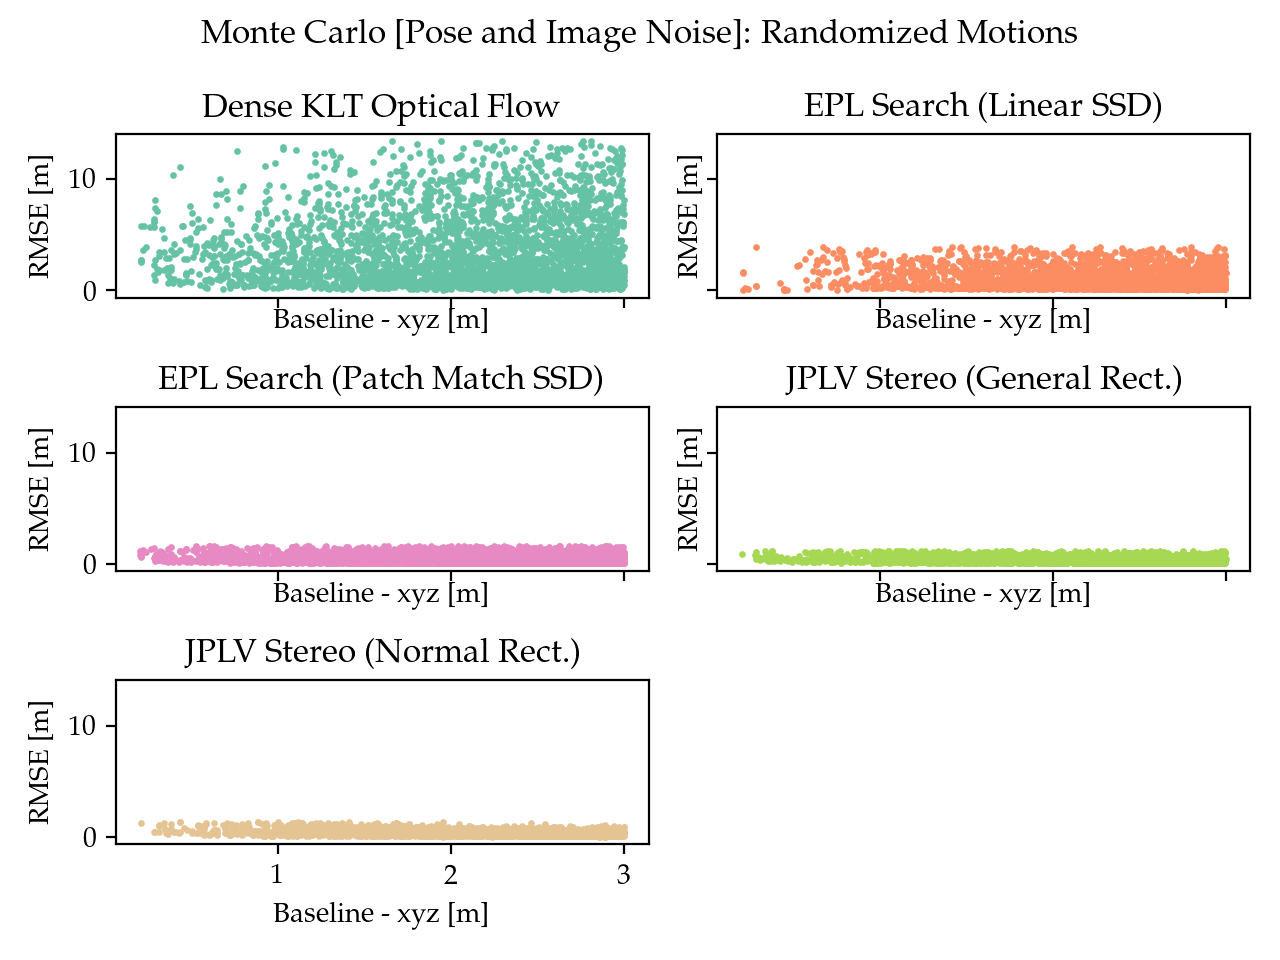 Monte Carlo [Pose and Image Noise]: Randomized Motions
Dense KLT Optical Flow
RMSE [m]
10
0
Baseline - xyz [m]
EPL Search (Linear SSD)
RMSE [m]
Baseline - xyz [m]
EPL Search (Patch Match SSD)
RMSE [m]
10
0
Baseline - xyz [m]
JPLV Stereo (General Rect.)
RMSE [m]
Baseline - xyz [m]
JPLV Stereo (Normal Rect.)
RMSE [m]
10
0
1 2 3
Baseline - xyz [m]